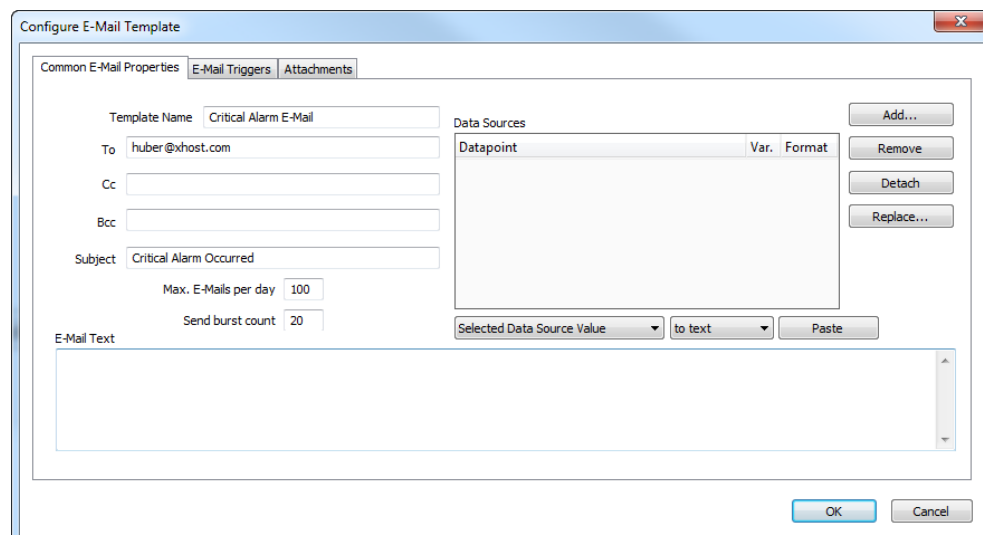 Configure E-Mail Template
Common E-Mail Properties E-Mail Triggers Attachments
Template Name Critical Alarm E-Mail
To huber@xhost.com
Cc
Bcc
Subject Critical Alarm Occurred
Max. E-Mails per day 100
Send burst count 20
Data Sources
Datapoint Var. Format
Add...
Remove
Detach
Replace...
Selected Data Source Value to text Paste
E-Mail Text
OK Cancel